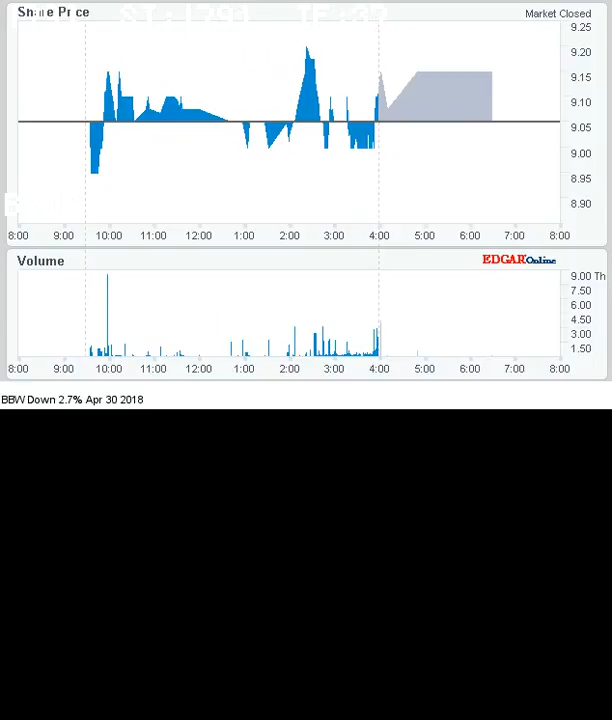 Share Price
Market Closed
9.25
9.20
9.15
9.10
9.05
9.00
8.95
8.90
8:00 9:00 10:00 11:00 12:00 1:00 2:00 3:00 4:00 5:00 6:00 7:00 8:00
Volume
EDGAR Online
9.00 Th
7.50
6.00
4.50
3.00
1.50
8:00 9:00 10:00 11:00 12:00 1:00 2:00 3:00 4:00 5:00 6:00 7:00 8:00
BBW Down 2.7% Apr 30 2018